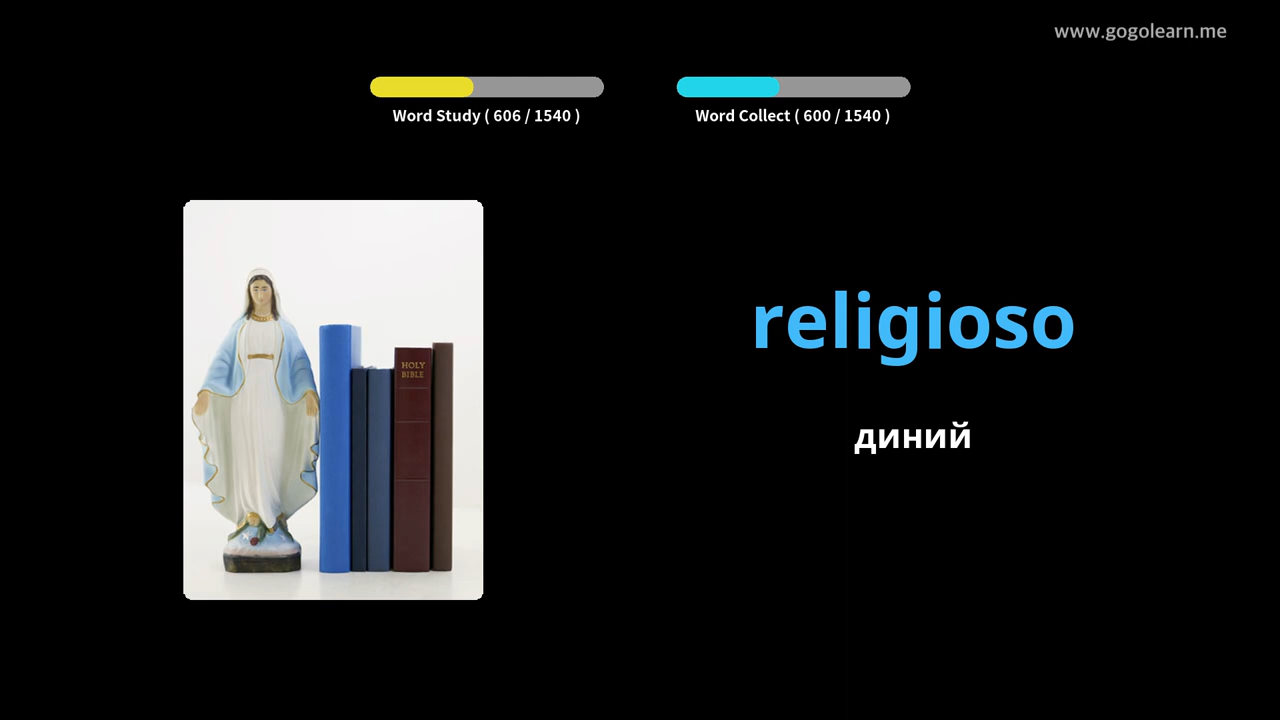 www.gogolearn.me
Word Study ( 606 / 1540 )
Word Collect ( 600 / 1540 )
HOLY
BIBLE
religioso
диний